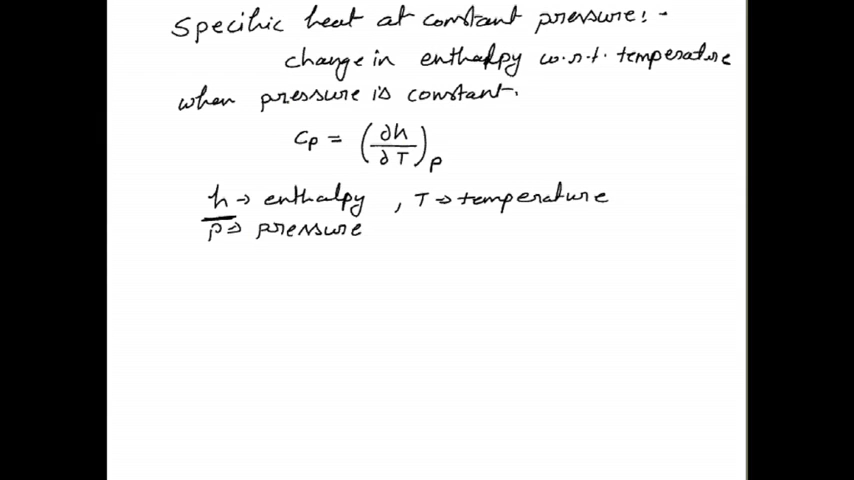 Specific heat at constant pressure:-
change in enthalpy w.r.t. temperature
when pressure is constant.
Cp = (∂h/∂T)p
h → enthalpy , T → temperature
p → pressure